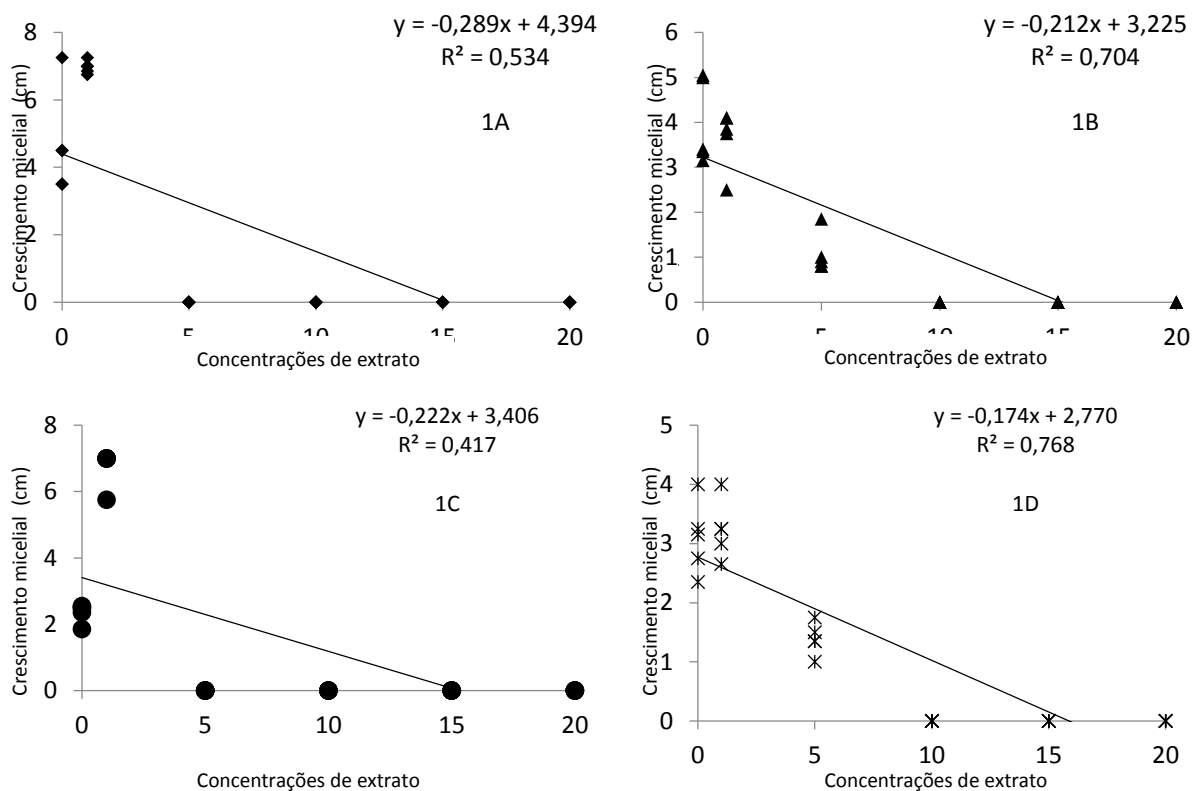 y = -0,289x + 4,394
R² = 0,534
1A
Crescimento micelial (cm)
8
6
4
2
0
0 5 10 15 20
Concentrações de extrato
y = -0,212x + 3,225
R² = 0,704
1B
Crescimento micelial (cm)
6
5
4
3
2
1
0
0 5 10 15 20
Concentrações de extrato
y = -0,222x + 3,406
R² = 0,417
1C
Crescimento micelial (cm)
8
6
4
2
0
0 5 10 15 20
Concentrações de extrato
y = -0,174x + 2,770
R² = 0,768
1D
Crescimento micelial (cm)
5
4
3
2
1
0
0 5 10 15 20
Concentrações de extrato